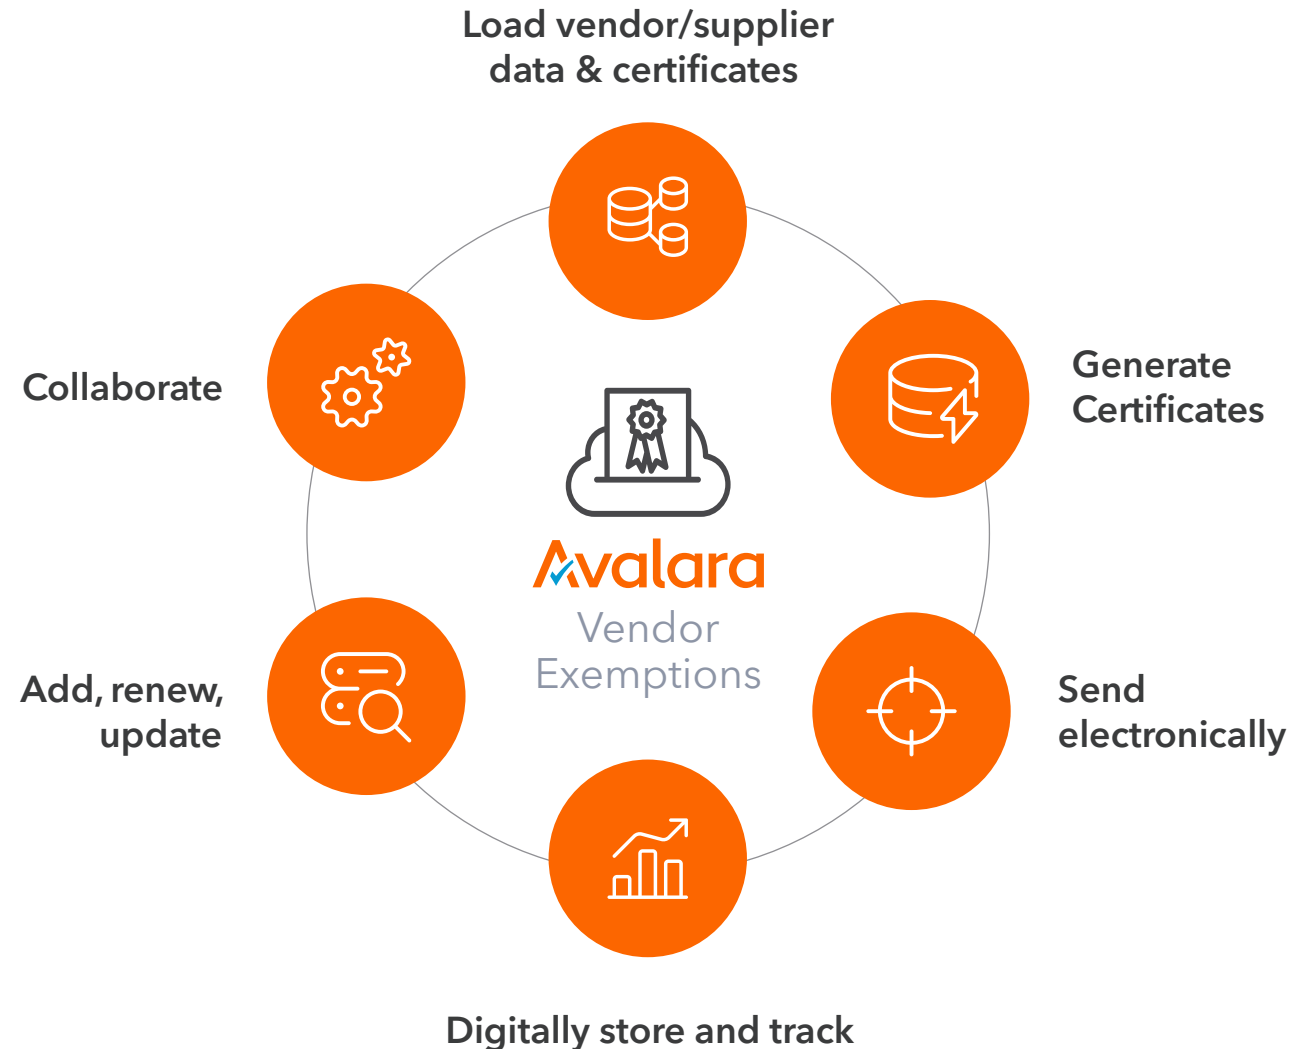 Load vendor/supplier
data & certificates
Generate
Certificates
Collaborate
Avalara
Vendor
Exemptions
Send
electronically
Add, renew,
update
Digitally store and track